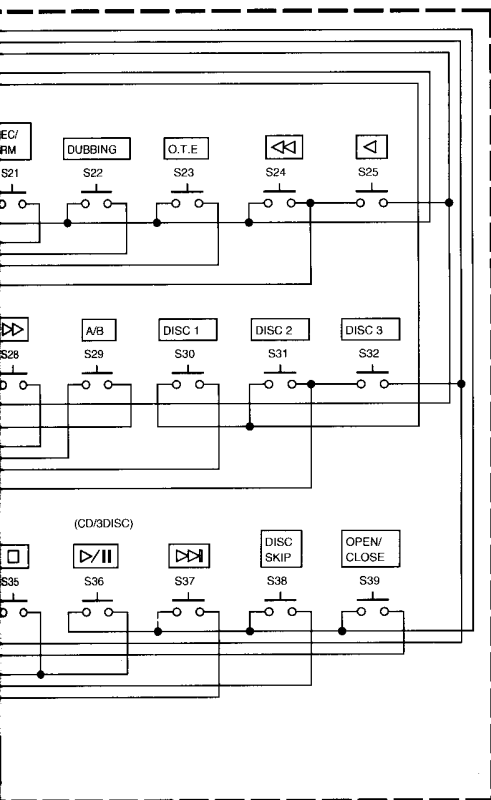 EC/
RM
DUBBING
O.T.E
S21
S22
S23
S24
S25
A/B
DISC 1
DISC 2
DISC 3
S28
S29
S30
S31
S32
(CD/3DISC)
DISC
SKIP
OPEN/
CLOSE
S35
S36
S37
S38
S39